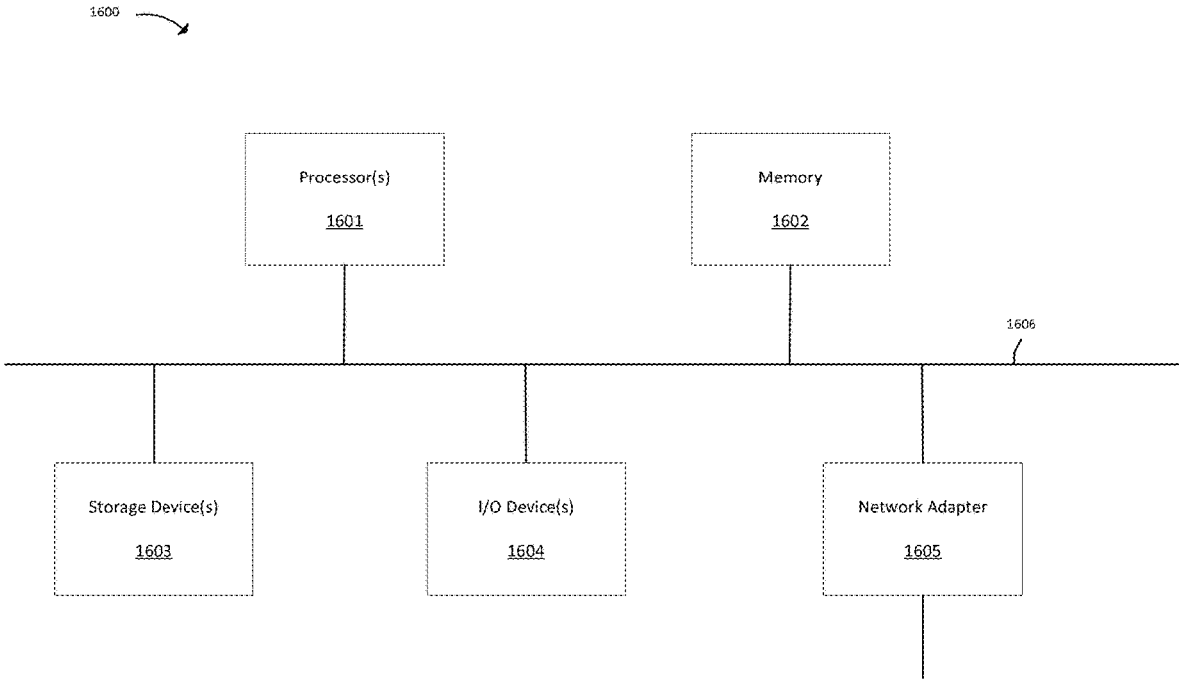 1600
Processor(s)
1601
Memory
1602
1606
Storage Device(s)
1603
I/O Device(s)
1604
Network Adapter
1605